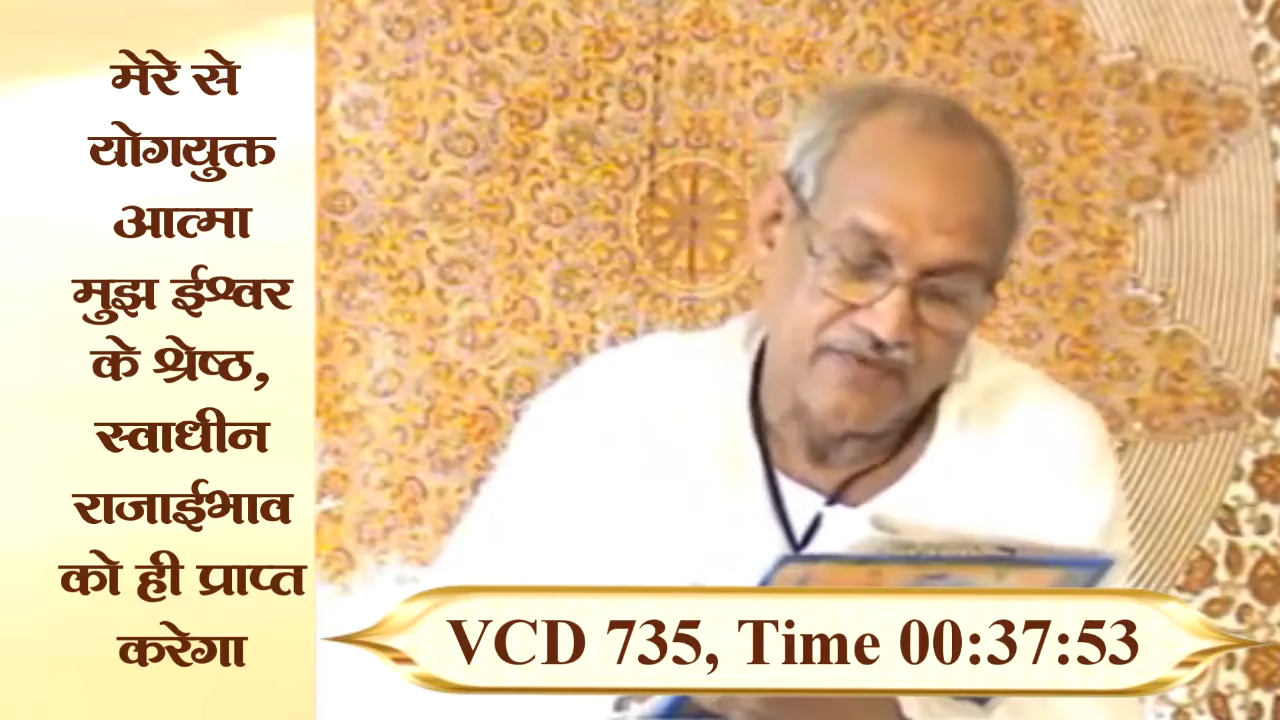 मेरे से
योगयुक्त
आत्मा
मुझ ईश्वर
के श्रेष्ठ,
स्वाधीन
राजाईभाव
को ही प्राप्त
करेगा
VCD 735, Time 00:37:53